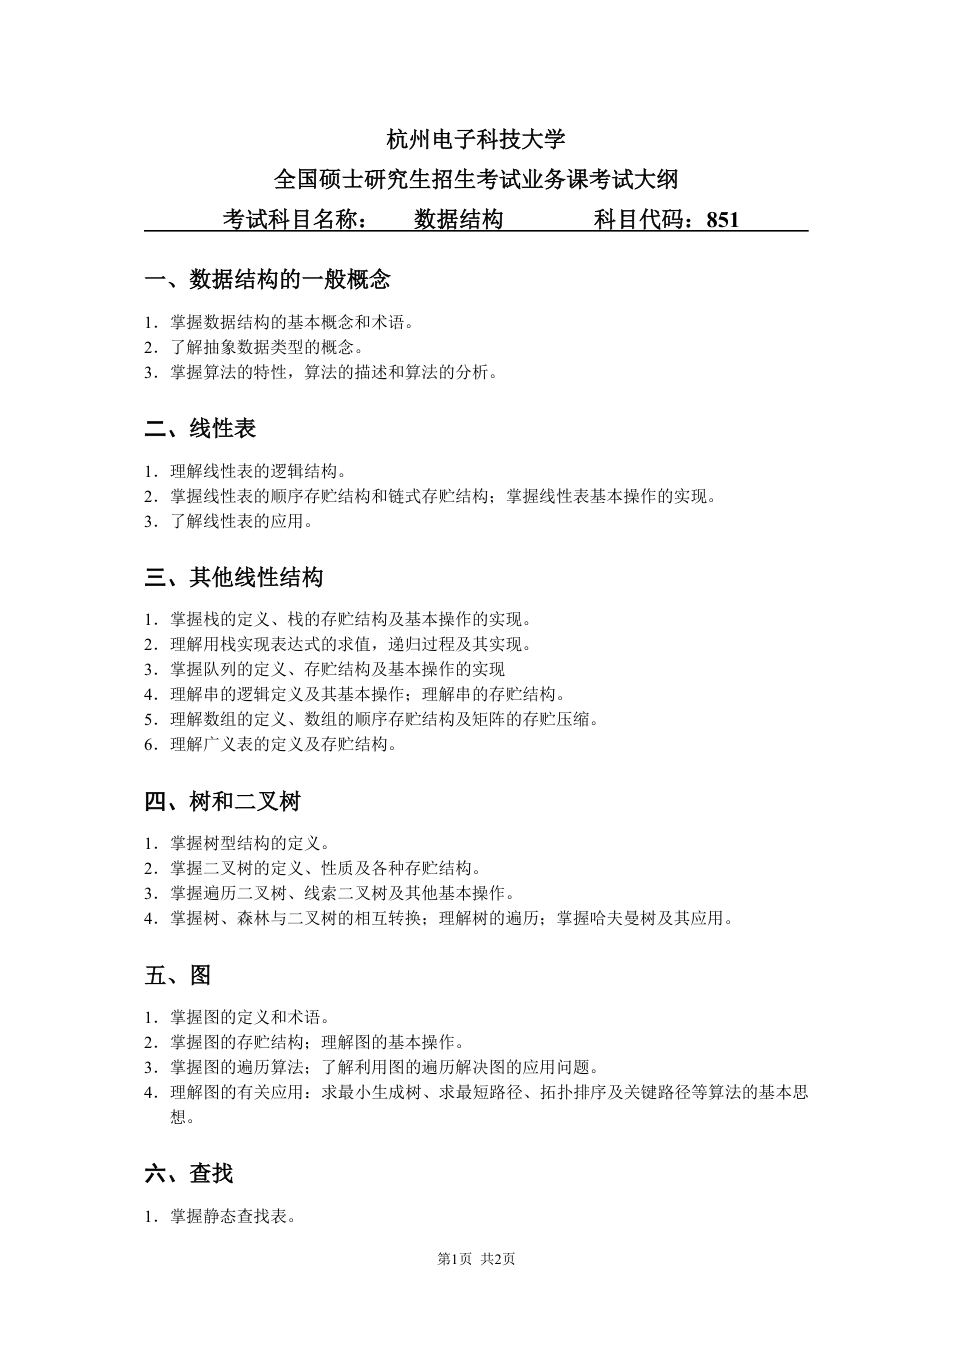 杭州电子科技大学
全国硕士研究生招生考试业务课考试大纲
考试科目名称： 数据结构 科目代码：851
一、数据结构的一般概念
1．掌握数据结构的基本概念和术语。
2．了解抽象数据类型的概念。
3．掌握算法的特性，算法的描述和算法的分析。
二、线性表
1．理解线性表的逻辑结构。
2．掌握线性表的顺序存贮结构和链式存贮结构；掌握线性表基本操作的实现。
3．了解线性表的应用。
三、其他线性结构
1．掌握栈的定义、栈的存贮结构及基本操作的实现。
2．理解用栈实现表达式的求值，递归过程及其实现。
3．掌握队列的定义、存贮结构及基本操作的实现
4．理解串的逻辑定义及其基本操作；理解串的存贮结构。
5．理解数组的定义、数组的顺序存贮结构及矩阵的存贮压缩。
6．理解广义表的定义及存贮结构。
四、树和二叉树
1．掌握树型结构的定义。
2．掌握二叉树的定义、性质及各种存贮结构。
3．掌握遍历二叉树、线索二叉树及其他基本操作。
4．掌握树、森林与二叉树的相互转换；理解树的遍历；掌握哈夫曼树及其应用。
五、图
1．掌握图的定义和术语。
2．掌握图的存贮结构；理解图的基本操作。
3．掌握图的遍历算法；了解利用图的遍历解决图的应用问题。
4．理解图的有关应用：求最小生成树、求最短路径、拓扑排序及关键路径等算法的基本思
想。
六、查找
1．掌握静态查找表。
第1页 共2页